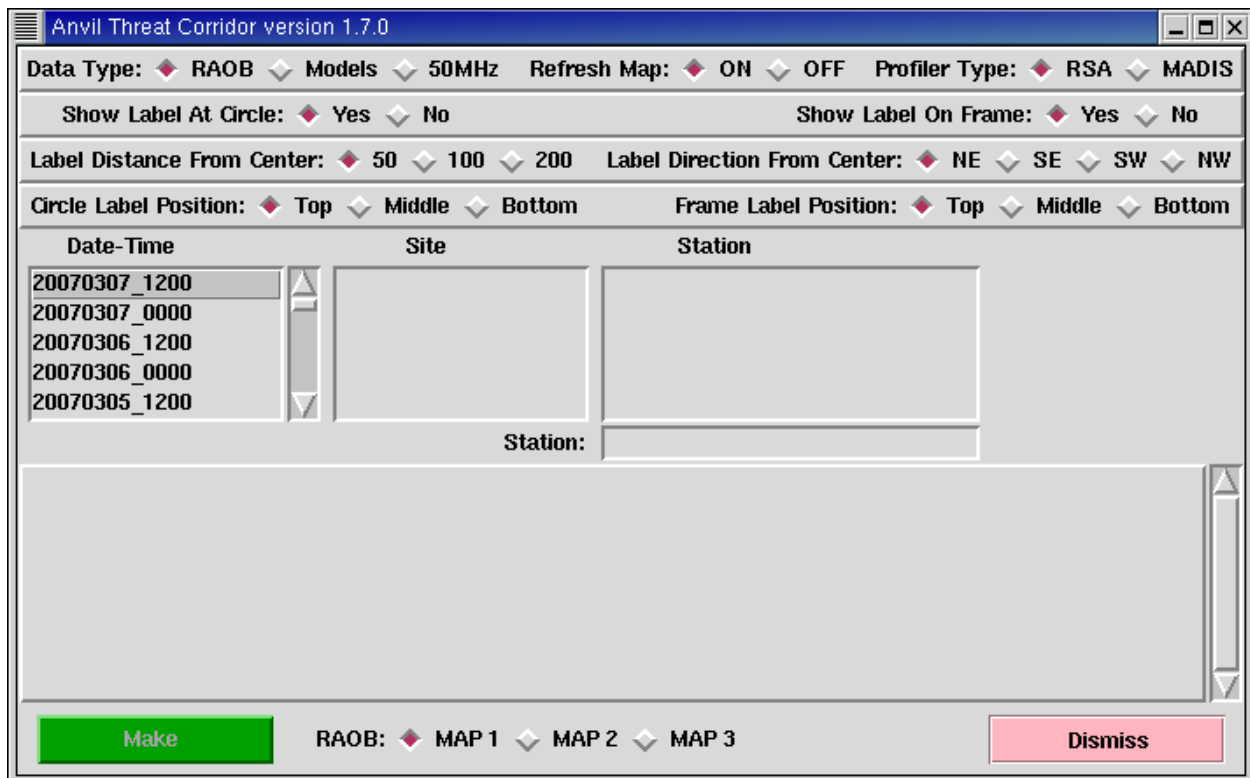 Anvil Threat Corridor version 1.7.0
Data Type: RAOB Models 50MHz Refresh Map: ON OFF Profiler Type: RSA MADIS
Show Label At Circle: Yes No Show Label On Frame: Yes No
Label Distance From Center: 50 100 200 Label Direction From Center: NE SE SW NW
Circle Label Position: Top Middle Bottom Frame Label Position: Top Middle Bottom
Date-Time Site Station
20070307_1200
20070307_0000
20070306_1200
20070306_0000
20070305_1200
Station:
Make RAOB: MAP 1 MAP 2 MAP 3 Dismiss